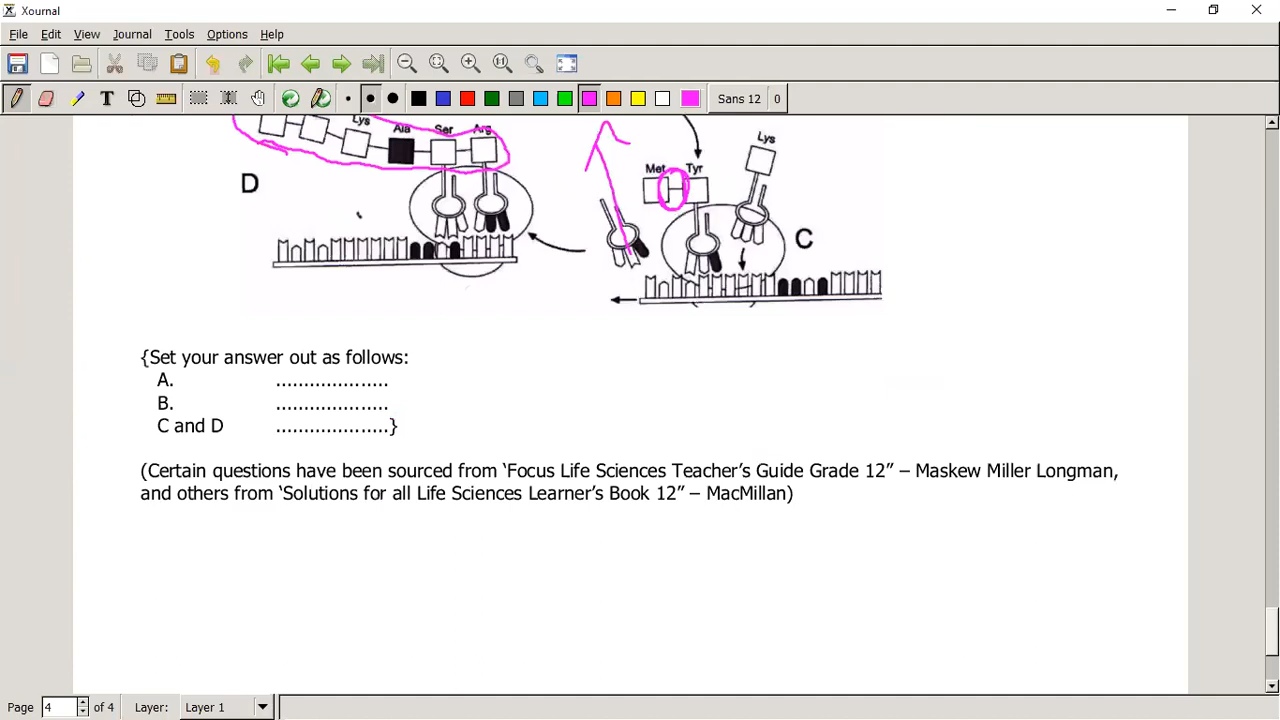 Xournal
File Edit View Journal Tools Options Help
Sans 12 0
Lys Ala Ser Arg
Lys
Met Tyr
D
C
{Set your answer out as follows:
A. ....................
B. ....................
C and D ....................}
(Certain questions have been sourced from ‘Focus Life Sciences Teacher’s Guide Grade 12” – Maskew Miller Longman,
and others from ‘Solutions for all Life Sciences Learner’s Book 12” – MacMillan)
Page 4 of 4 Layer: Layer 1